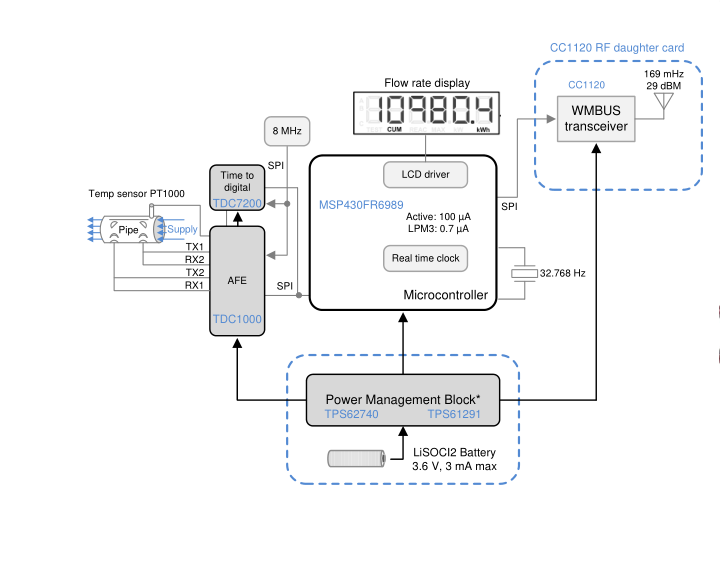 CC1120 RF daughter card
CC1120
169 mHz
29 dBM
WMBUS
transceiver
Flow rate display
10980.4
CUM
kWh
8 MHz
SPI
LCD driver
Time to
digital
TDC7200
MSP430FR6989
Active: 100 µA
LPM3: 0.7 µA
SPI
Temp sensor PT1000
Pipe
Supply
TX1
RX2
TX2
RX1
AFE
TDC1000
SPI
Real time clock
32.768 Hz
Microcontroller
Power Management Block*
TPS62740 TPS61291
LiSOCI2 Battery
3.6 V, 3 mA max